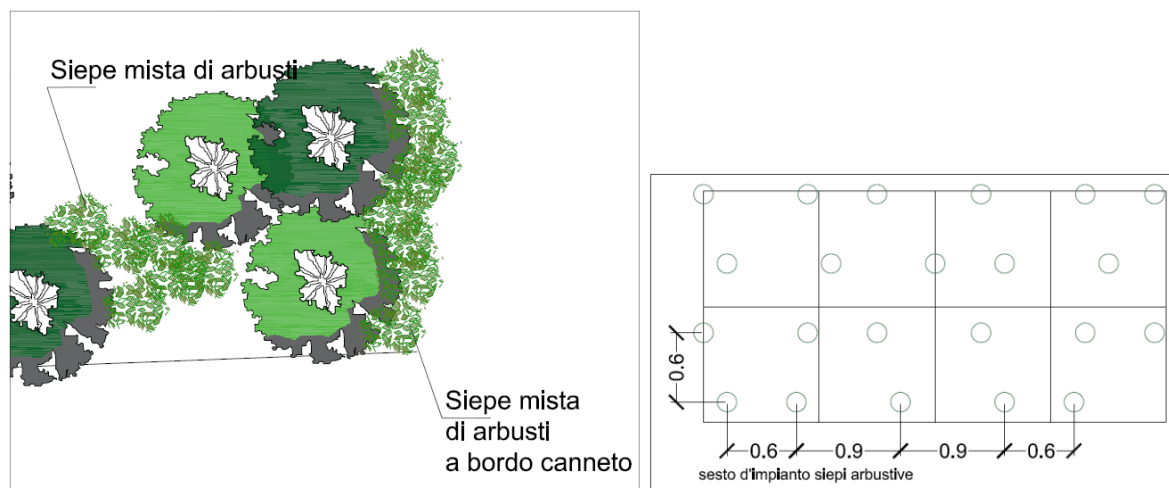 Siepe mista di arbusti
Siepe mista
di arbusti
a bordo canneto
0.6
0.6
0.9
0.9
0.6
sesto d'impianto siepi arbustive